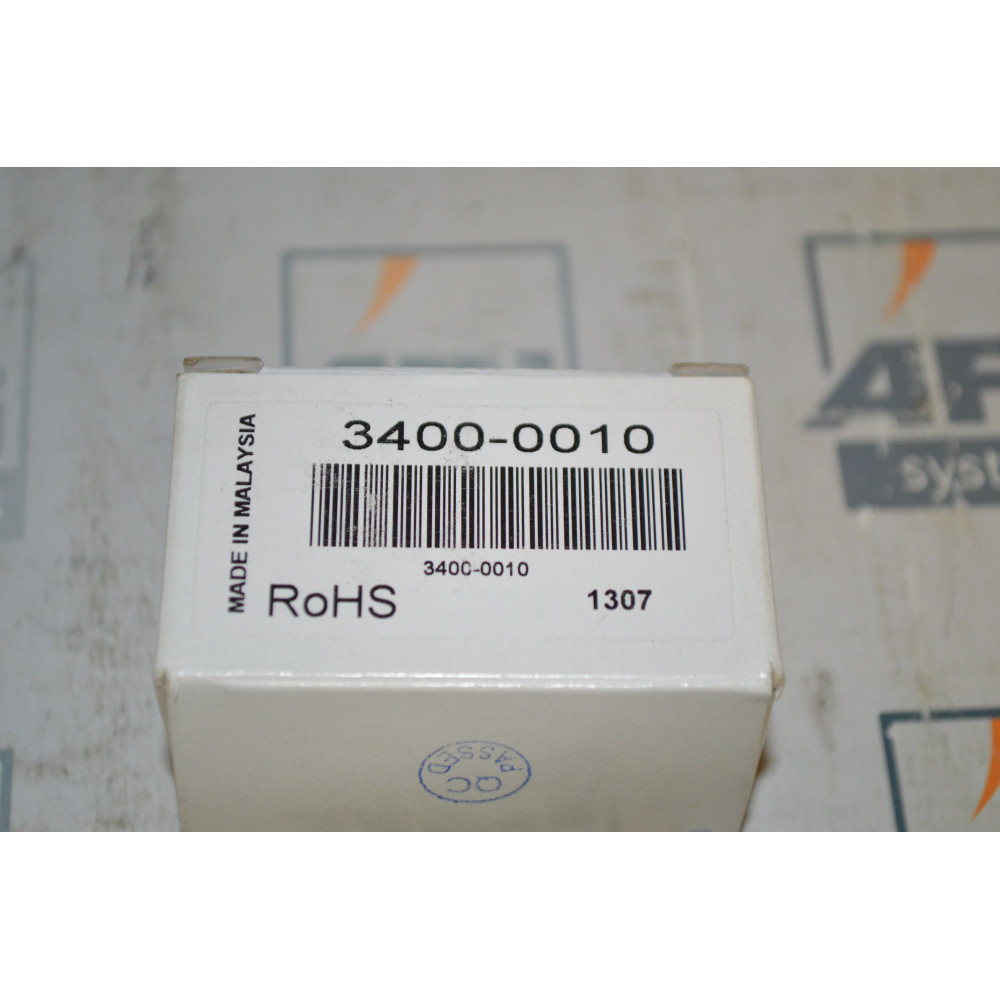 3400-0010
MADE IN MALAYSIA
3400-0010
RoHS
1307
QC
PASSED